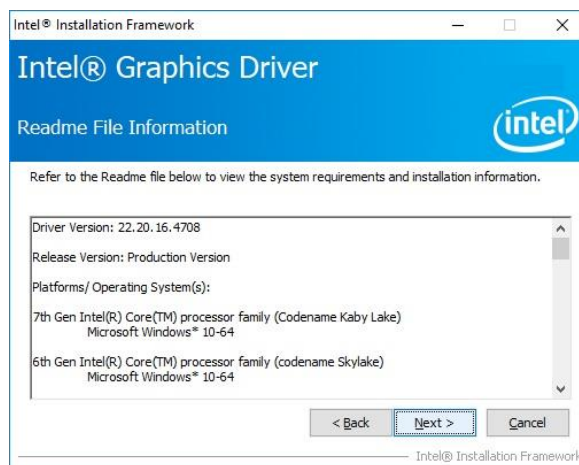 Intel® Installation Framework
Intel® Graphics Driver
Readme File Information
intel
Refer to the Readme file below to view the system requirements and installation information.
Driver Version: 22.20.16.4708
Release Version: Production Version
Platforms/ Operating System(s):
7th Gen Intel(R) Core(TM) processor family (Codename Kaby Lake)
Microsoft Windows* 10-64
6th Gen Intel(R) Core(TM) processor family (codename Skylake)
Microsoft Windows* 10-64
< Back Next > Cancel
Intel® Installation Framework